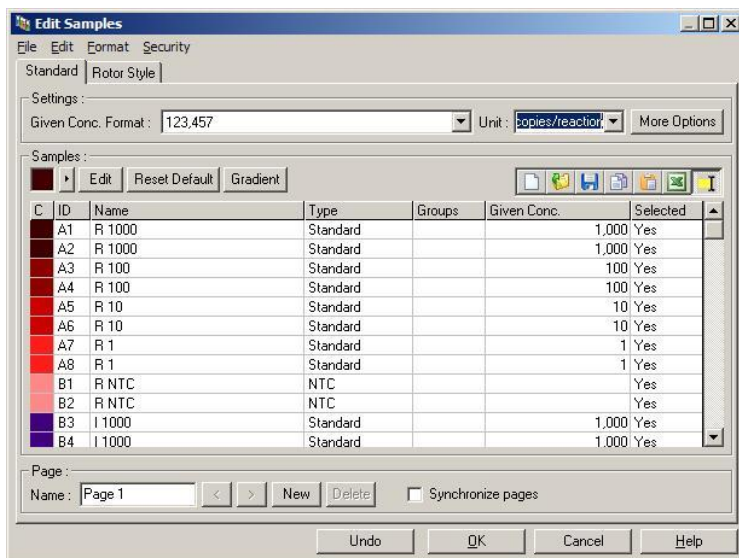 Edit Samples
File Edit Format Security
Standard Rotor Style
Settings :
Given Conc. Format : 123,457 Unit : copies/reaction More Options
Samples :
Edit Reset Default Gradient
C ID Name Type Groups Given Conc. Selected
A1 R 1000 Standard 1,000 Yes
A2 R 1000 Standard 1,000 Yes
A3 R 100 Standard 100 Yes
A4 R 100 Standard 100 Yes
A5 R 10 Standard 10 Yes
A6 R 10 Standard 10 Yes
A7 R 1 Standard 1 Yes
A8 R 1 Standard 1 Yes
B1 R NTC NTC Yes
B2 R NTC NTC Yes
B3 I 1000 Standard 1,000 Yes
B4 I 1000 Standard 1,000 Yes
Page :
Name : Page 1 < > New Delete Synchronize pages
Undo OK Cancel Help